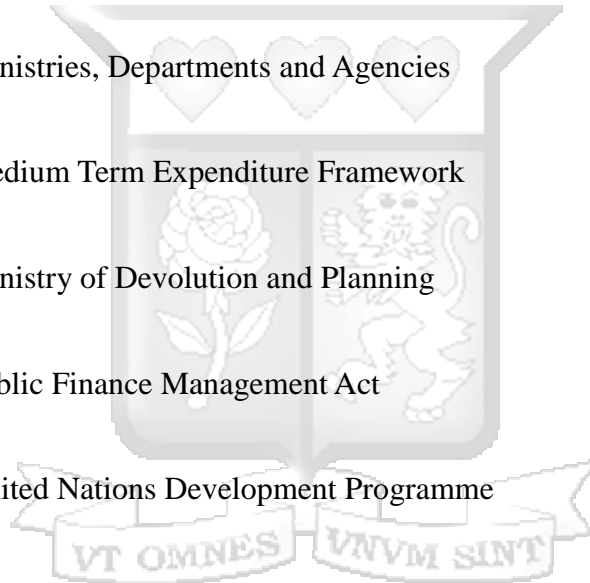 nistries, Departments and Agencies
edium Term Expenditure Framework
nistry of Devolution and Planning
blic Finance Management Act
ited Nations Development Programme
VT OMNES VNVM SINT